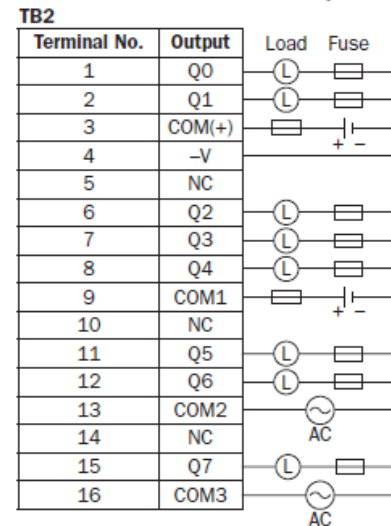 TB2
Terminal No. Output Load Fuse
1 Q0 L
2 Q1 L
3 COM(+) + −
4 −V
5 NC
6 Q2 L
7 Q3 L
8 Q4 L
9 COM1 + −
10 NC
11 Q5 L
12 Q6 L
13 COM2
14 NC AC
15 Q7 L
16 COM3
AC